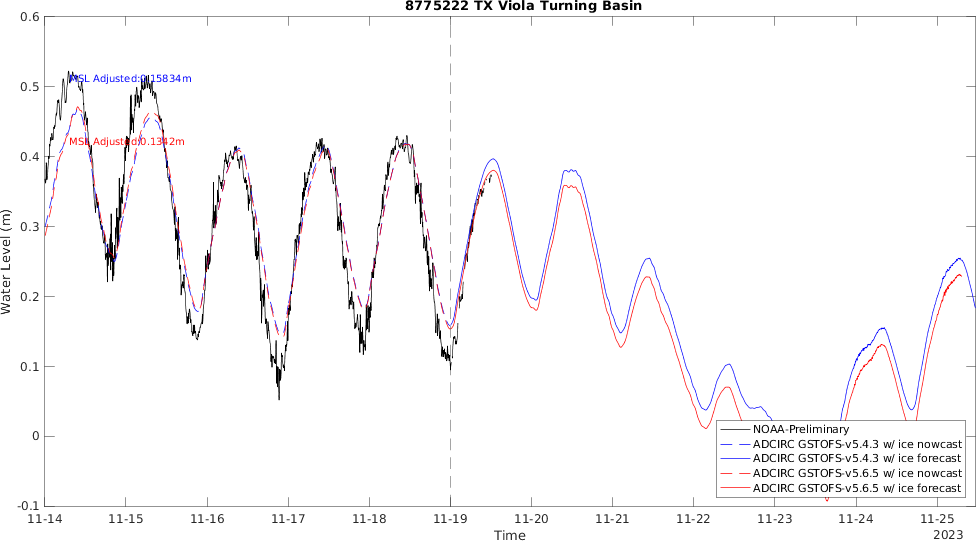 8775222 TX Viola Turning Basin
0.6
0.5
0.4
0.3
0.2
0.1
0
-0.1
Water Level (m)
MSL Adjusted:0.15834m
MSL Adjusted:0.1342m
NOAA-Preliminary
ADCIRC GSTOFS-v5.4.3 w/ ice nowcast
ADCIRC GSTOFS-v5.4.3 w/ ice forecast
ADCIRC GSTOFS-v5.6.5 w/ ice nowcast
ADCIRC GSTOFS-v5.6.5 w/ ice forecast
11-14 11-15 11-16 11-17 11-18 11-19 11-20 11-21 11-22 11-23 11-24 11-25
Time
2023